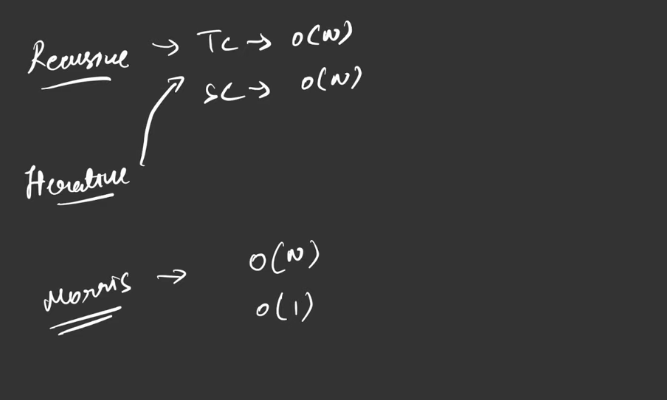 Recursive → TC → O(N)
SC → O(N)
Iterative
Morris → O(N)
O(1)